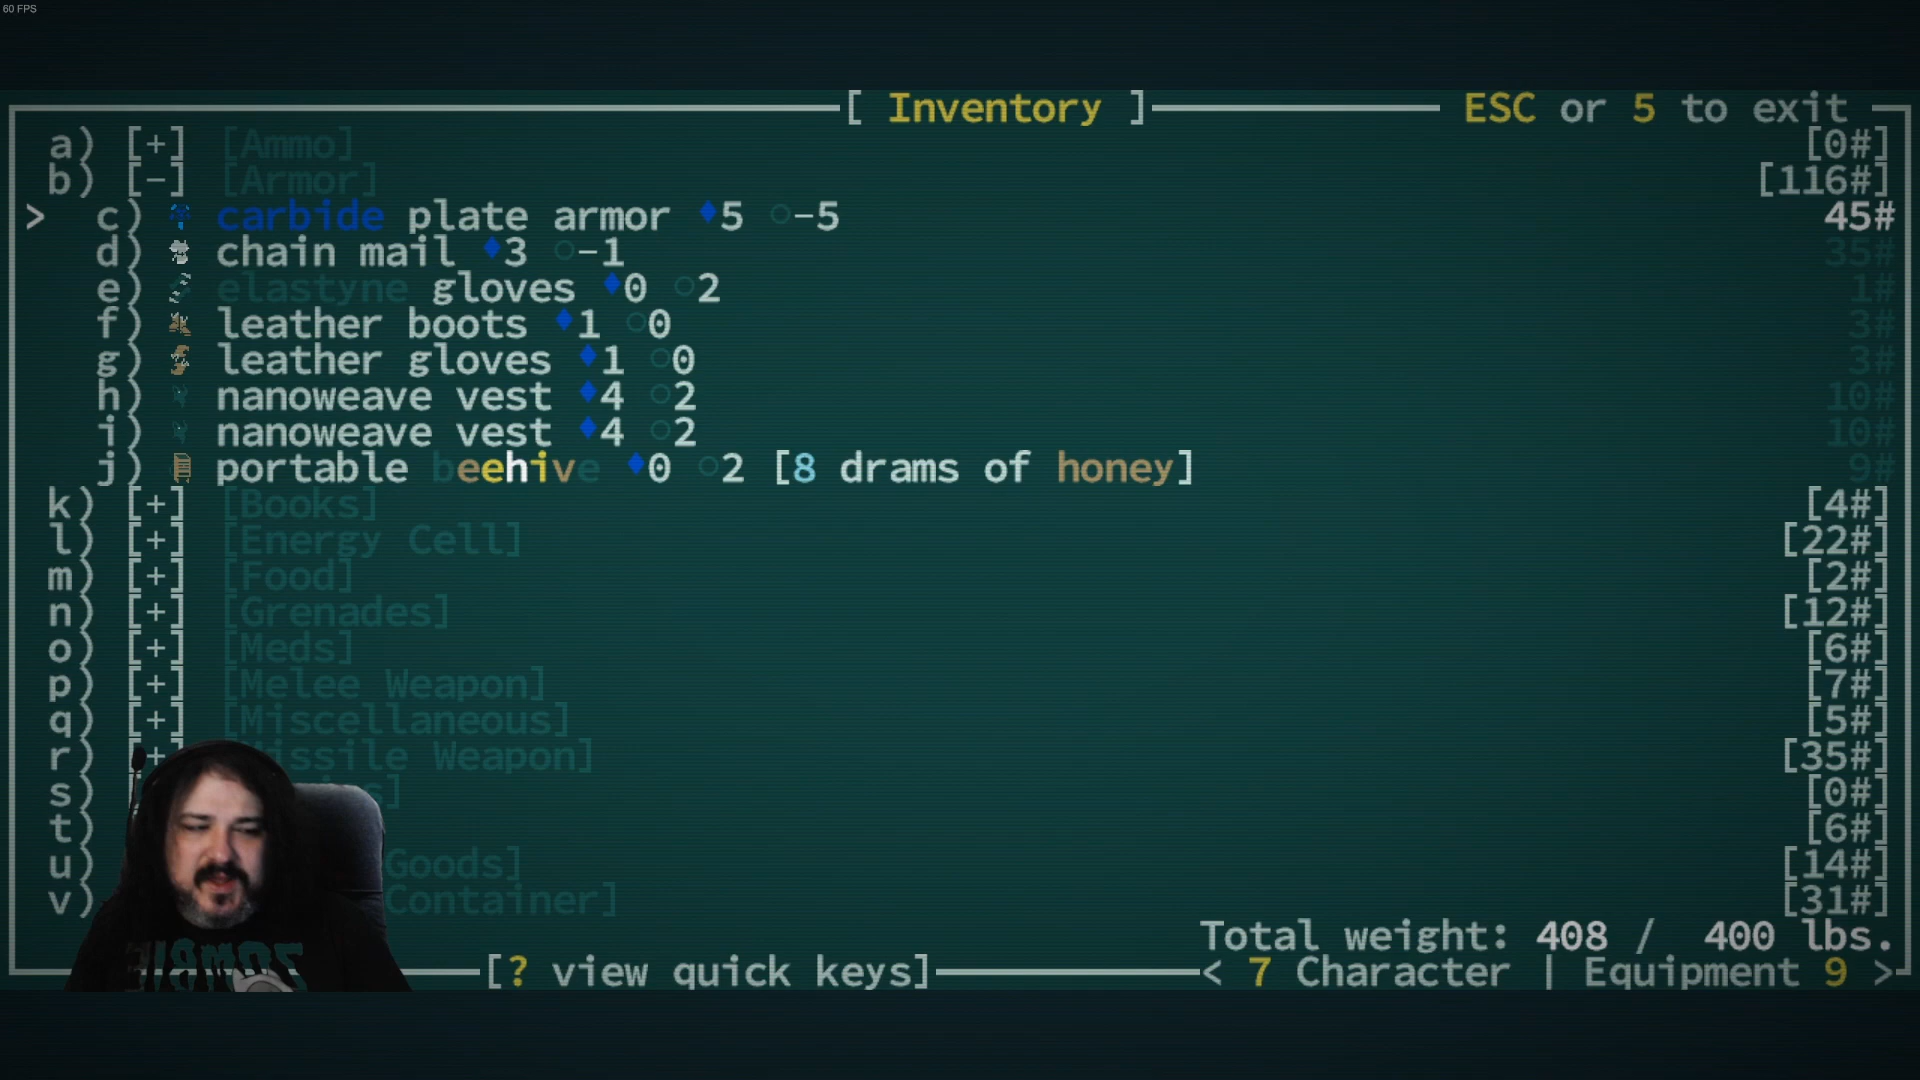 60 FPS
[ Inventory ] ESC or 5 to exit
a) [+] [Ammo] [0#]
b) [-] [Armor] [116#]
> c) carbide plate armor ♦5 ○-5 45#
d) chain mail ♦3 ○-1 35#
e) elastyne gloves ♦0 ○2 1#
f) leather boots ♦1 ○0 3#
g) leather gloves ♦1 ○0 3#
h) nanoweave vest ♦4 ○2 10#
i) nanoweave vest ♦4 ○2 10#
j) portable beehive ♦0 ○2 [8 drams of honey] 9#
k) [+] [Books] [4#]
l) [+] [Energy Cell] [22#]
m) [+] [Food] [2#]
n) [+] [Grenades] [12#]
o) [+] [Meds] [6#]
p) [+] [Melee Weapon] [7#]
q) [+] [Miscellaneous] [5#]
r) [+] [Missile Weapon] [35#]
s) [0#]
t) [6#]
u) Goods] [14#]
v) Container] [31#]
Total weight: 408 / 400 lbs.
[? view quick keys] < 7 Character | Equipment 9 >